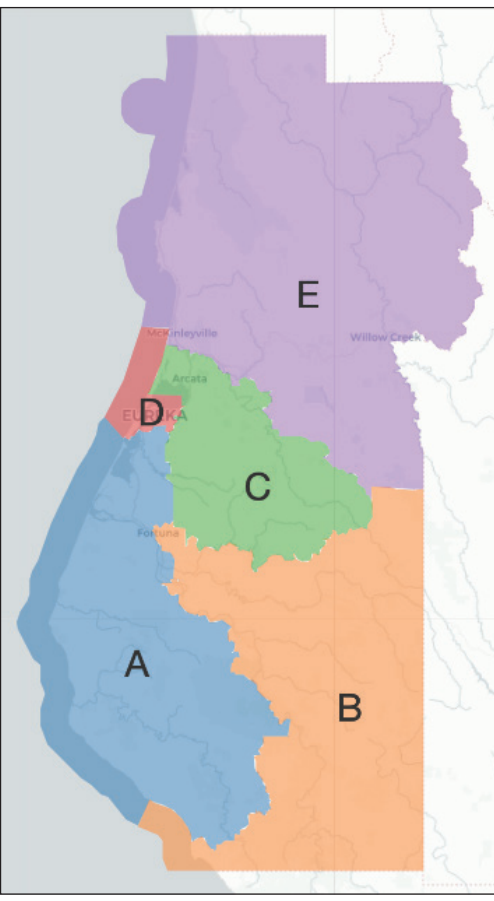 E
McKinleyville
Willow Creek
Arcata
EUREKA
D
C
Fortuna
A
B